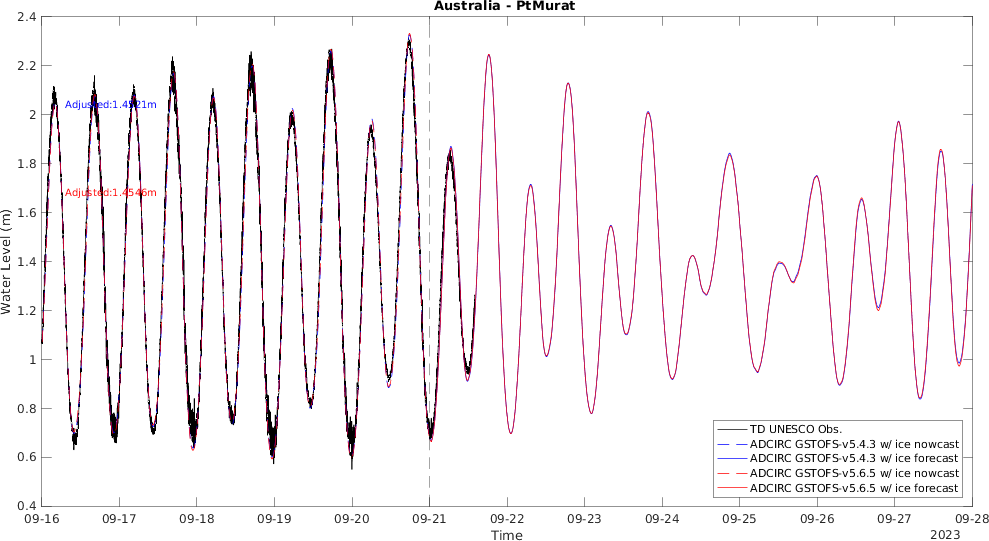 Australia - PtMurat
2.4
2.2
2
1.8
1.6
1.4
1.2
1
0.8
0.6
0.4
Water Level (m)
Adjusted:1.4521m
Adjusted:1.4546m
TD UNESCO Obs.
ADCIRC GSTOFS-v5.4.3 w/ ice nowcast
ADCIRC GSTOFS-v5.4.3 w/ ice forecast
ADCIRC GSTOFS-v5.6.5 w/ ice nowcast
ADCIRC GSTOFS-v5.6.5 w/ ice forecast
09-16 09-17 09-18 09-19 09-20 09-21 09-22 09-23 09-24 09-25 09-26 09-27 09-28
Time
2023